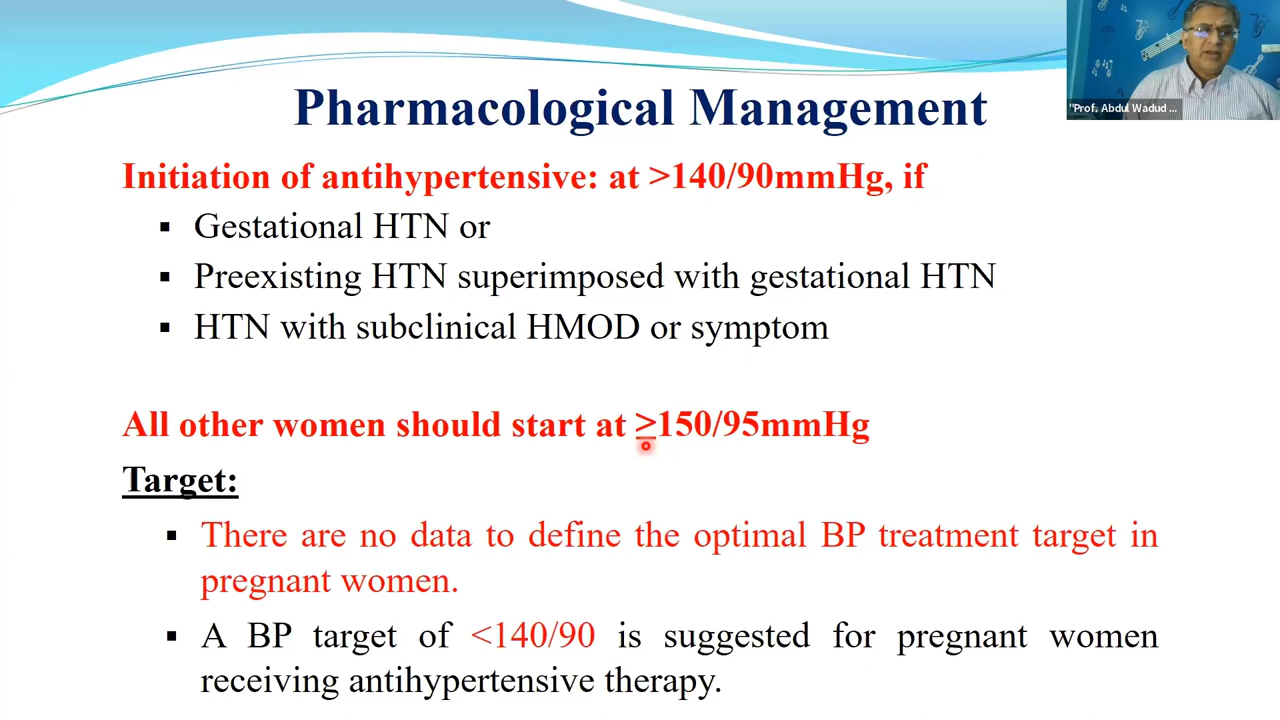 Pharmacological Management
"Prof. Abdul Wadud ...
Initiation of antihypertensive: at >140/90mmHg, if
▪ Gestational HTN or
▪ Preexisting HTN superimposed with gestational HTN
▪ HTN with subclinical HMOD or symptom
All other women should start at ≥150/95mmHg
Target:
▪ There are no data to define the optimal BP treatment target in
pregnant women.
▪ A BP target of <140/90 is suggested for pregnant women
receiving antihypertensive therapy.